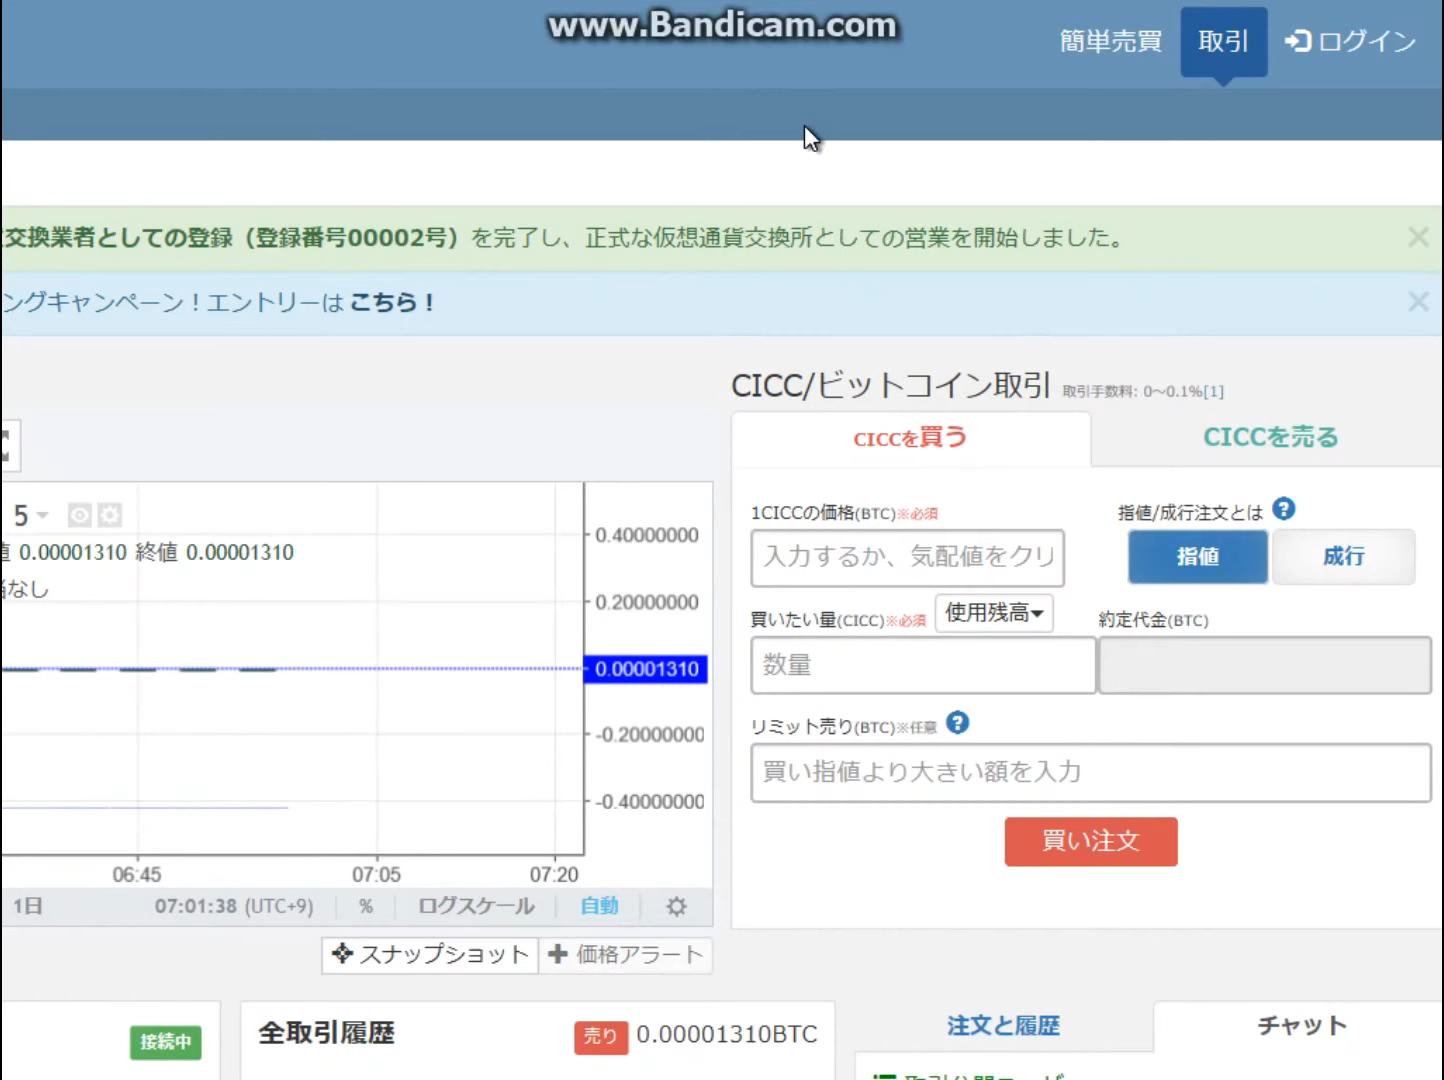 www.Bandicam.com
簡単売買 取引 ログイン
交換業者としての登録（登録番号00002号）を完了し、正式な仮想通貨交換所としての営業を開始しました。 ×
ングキャンペーン！エントリーは こちら！ ×
CICC/ビットコイン取引 取引手数料: 0〜0.1%[1]
CICCを買う CICCを売る
5
0.00001310 終値 0.00001310
なし
0.40000000
0.20000000
0.00001310
-0.20000000
-0.40000000
06:45 07:05 07:20
1日 07:01:38 (UTC+9) % ログスケール 自動
スナップショット 価格アラート
1CICCの価格(BTC)※必須 指値/成行注文とは ?
入力するか、気配値をクリ 指値 成行
買いたい量(CICC)※必須 使用残高 約定代金(BTC)
数量
リミット売り(BTC)※任意 ?
買い指値より大きい額を入力
買い注文
接続中
全取引履歴 売り 0.00001310BTC
注文と履歴 チャット